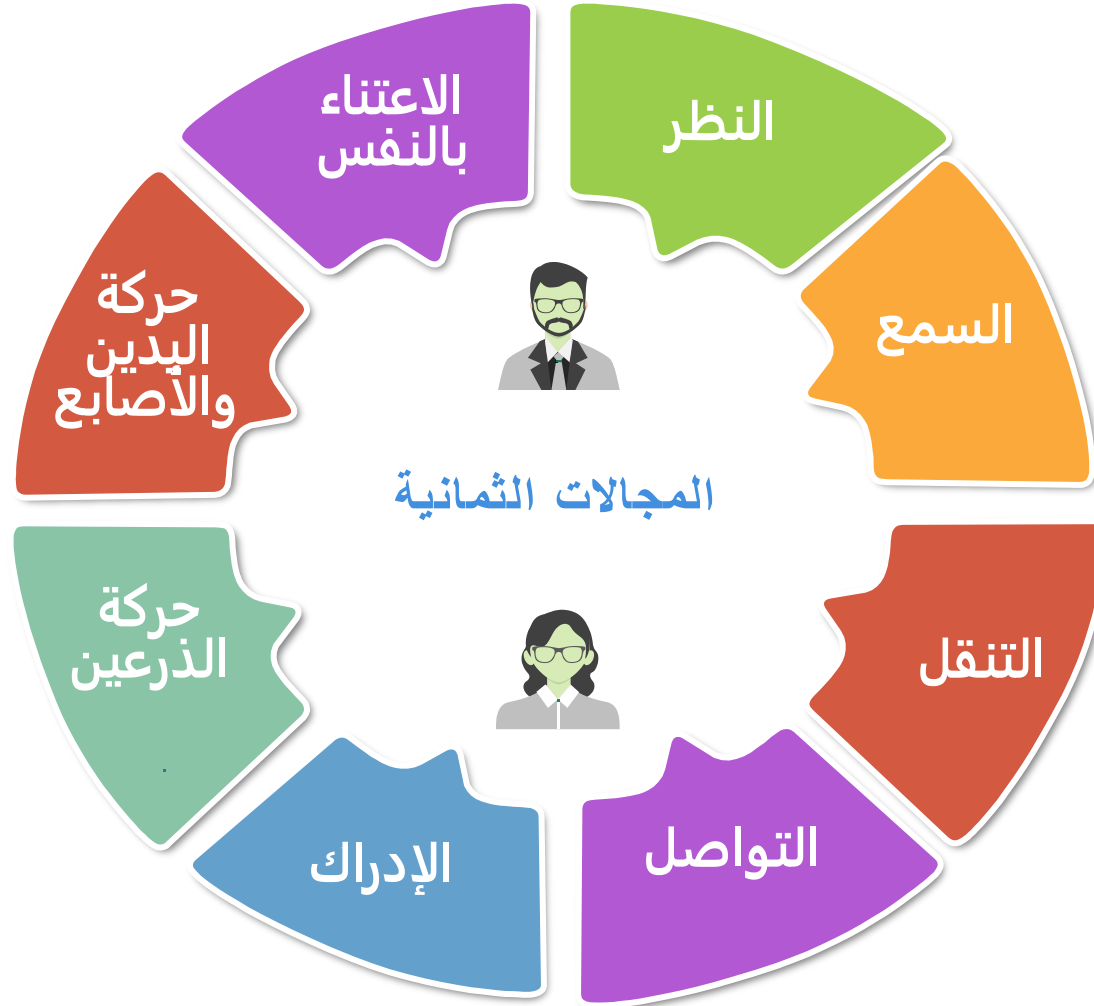 النظر
السمع
التنقل
التواصل
الإدراك
حركة
الذرعين
حركة
اليدين
والأصابع
الاعتناء
بالنفس
المجالات الثمانية